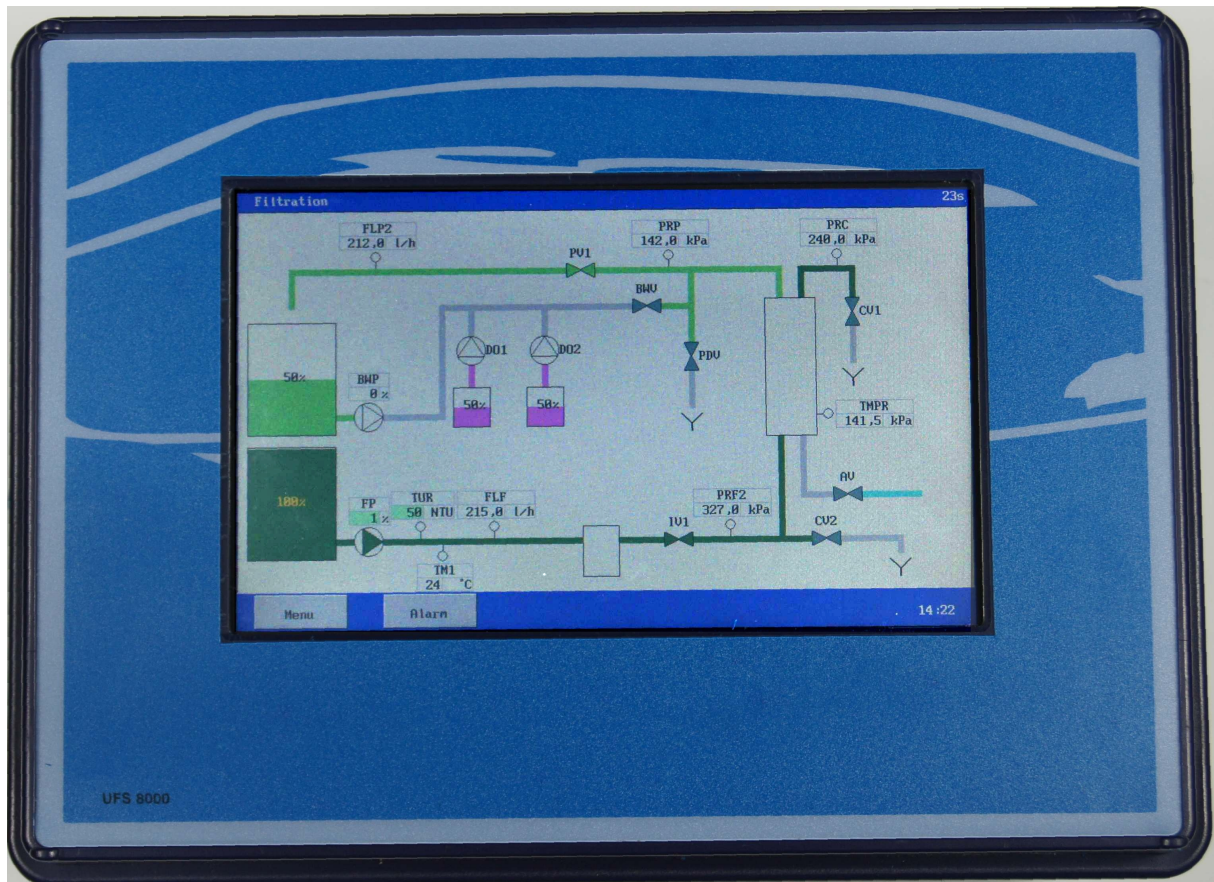 Filtration
23s
FLP2
212,0 l/h
PV1
PRP
142,0 kPa
PRC
240,0 kPa
BWV
CV1
DO1
DO2
PDV
50%
BWP
0 %
50%
50%
TMPR
141,5 kPa
100%
FP
1 %
TUR
50 NTU
FLF
215,0 l/h
TM1
24 °C
IV1
PRF2
327,0 kPa
AV
CV2
Menu
Alarm
14:22
UFS 8000